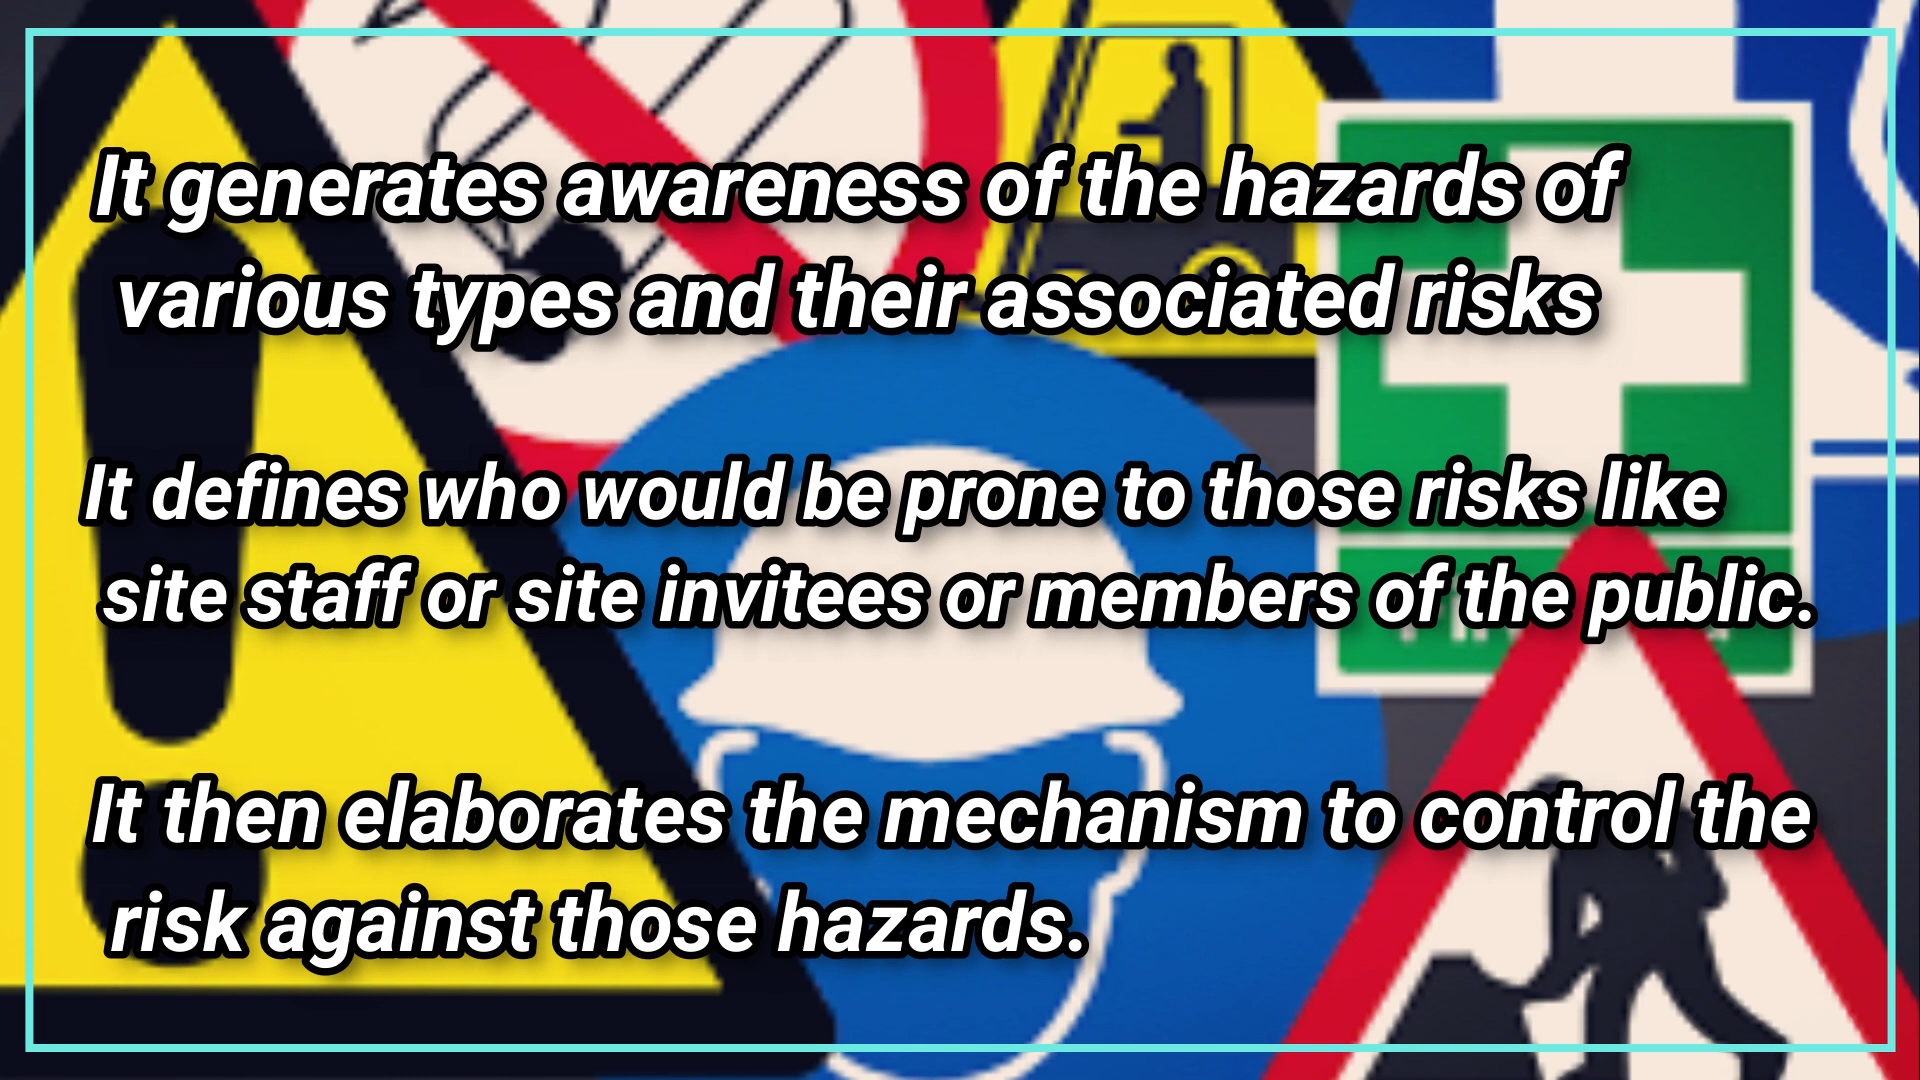 It generates awareness of the hazards of
various types and their associated risks
It defines who would be prone to those risks like
site staff or site invitees or members of the public.
It then elaborates the mechanism to control the
risk against those hazards.